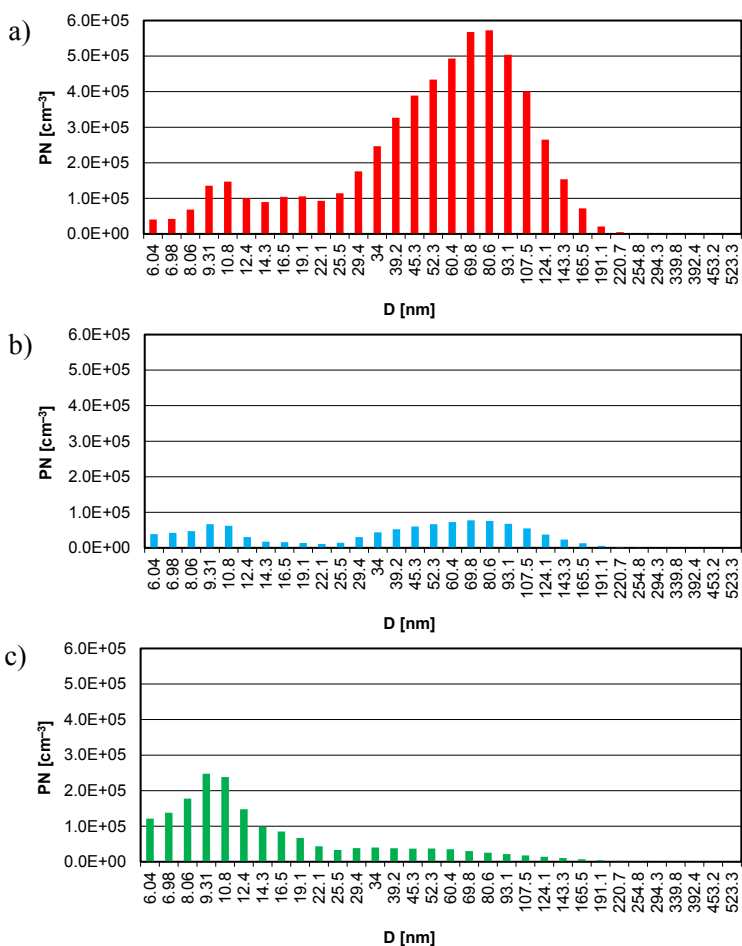 a)
PN [cm⁻³]
6.0E+05
5.0E+05
4.0E+05
3.0E+05
2.0E+05
1.0E+05
0.0E+00
6.04 6.98 8.06 9.31 10.8 12.4 14.3 16.5 19.1 22.1 25.5 29.4 34 39.2 45.3 52.3 60.4 69.8 80.6 93.1 107.5 124.1 143.3 165.5 191.1 220.7 254.8 294.3 339.8 392.4 453.2 523.3
D [nm]
b)
PN [cm⁻³]
6.0E+05
5.0E+05
4.0E+05
3.0E+05
2.0E+05
1.0E+05
0.0E+00
6.04 6.98 8.06 9.31 10.8 12.4 14.3 16.5 19.1 22.1 25.5 29.4 34 39.2 45.3 52.3 60.4 69.8 80.6 93.1 107.5 124.1 143.3 165.5 191.1 220.7 254.8 294.3 339.8 392.4 453.2 523.3
D [nm]
c)
PN [cm⁻³]
6.0E+05
5.0E+05
4.0E+05
3.0E+05
2.0E+05
1.0E+05
0.0E+00
6.04 6.98 8.06 9.31 10.8 12.4 14.3 16.5 19.1 22.1 25.5 29.4 34 39.2 45.3 52.3 60.4 69.8 80.6 93.1 107.5 124.1 143.3 165.5 191.1 220.7 254.8 294.3 339.8 392.4 453.2 523.3
D [nm]